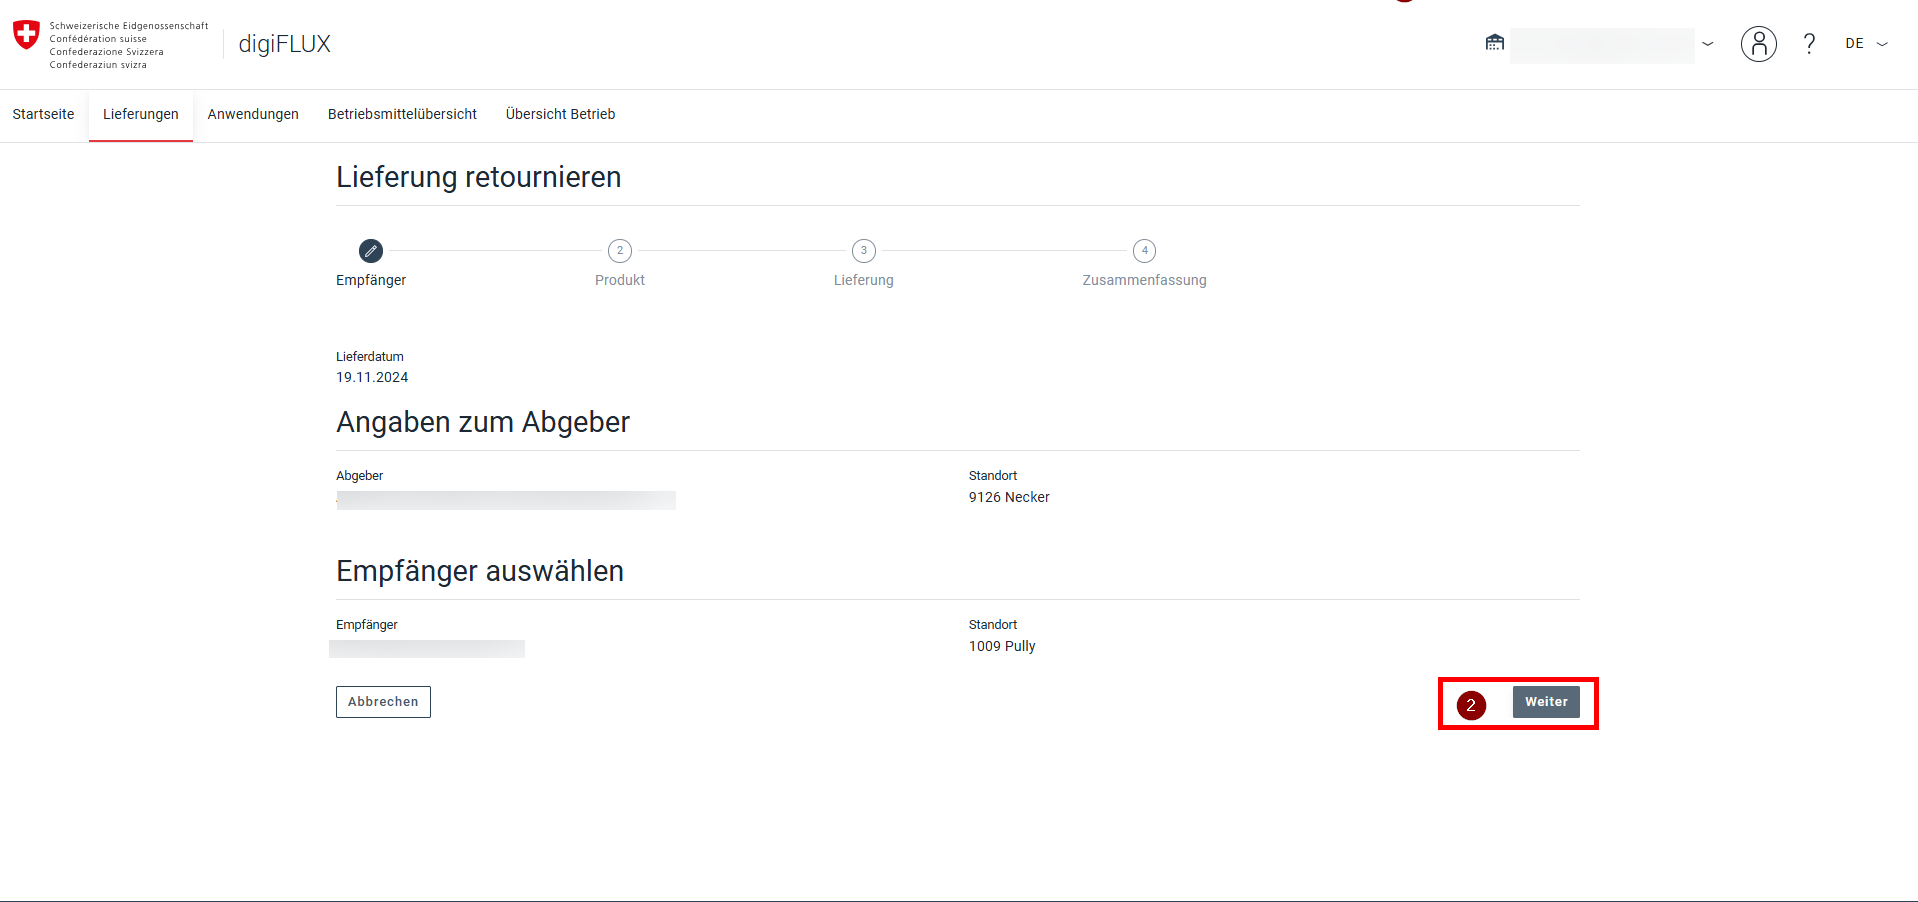 Schweizerische Eidgenossenschaft
Confédération suisse
Confederazione Svizzera
Confederaziun svizra
digiFLUX
?
DE
Startseite Lieferungen Anwendungen Betriebsmittelübersicht Übersicht Betrieb
Lieferung retournieren
2 3 4
Empfänger Produkt Lieferung Zusammenfassung
Lieferdatum
19.11.2024
Angaben zum Abgeber
Abgeber Standort
9126 Necker
Empfänger auswählen
Empfänger Standort
1009 Pully
Abbrechen 2 Weiter